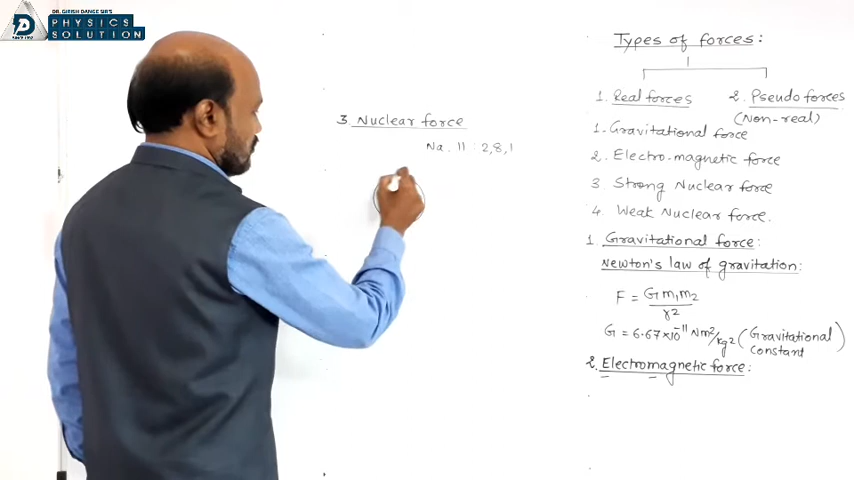 DR. GIRISH DANGE SIR'S
PHYSICS
SOLUTION
3. Nuclear force
Na. 11 : 2,8,1
Types of forces:
1. Real forces
2. Pseudo forces
(Non-real)
1. Gravitational force
2. Electro-magnetic force
3. Strong Nuclear force
4. Weak Nuclear force.
1. Gravitational force:
Newton's law of gravitation:
F = Gm₁m₂/r²
G = 6.67×10⁻¹¹ Nm²/kg² (Gravitational constant)
2. Electromagnetic force: